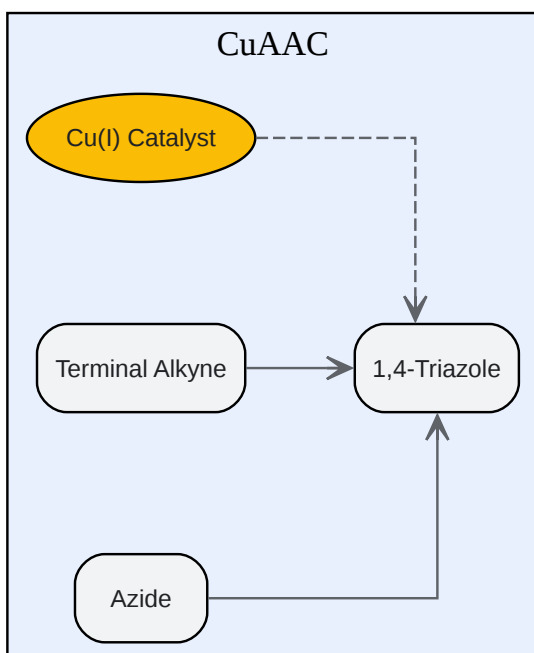 CuAAC
Cu(I) Catalyst
Terminal Alkyne
1,4-Triazole
Azide